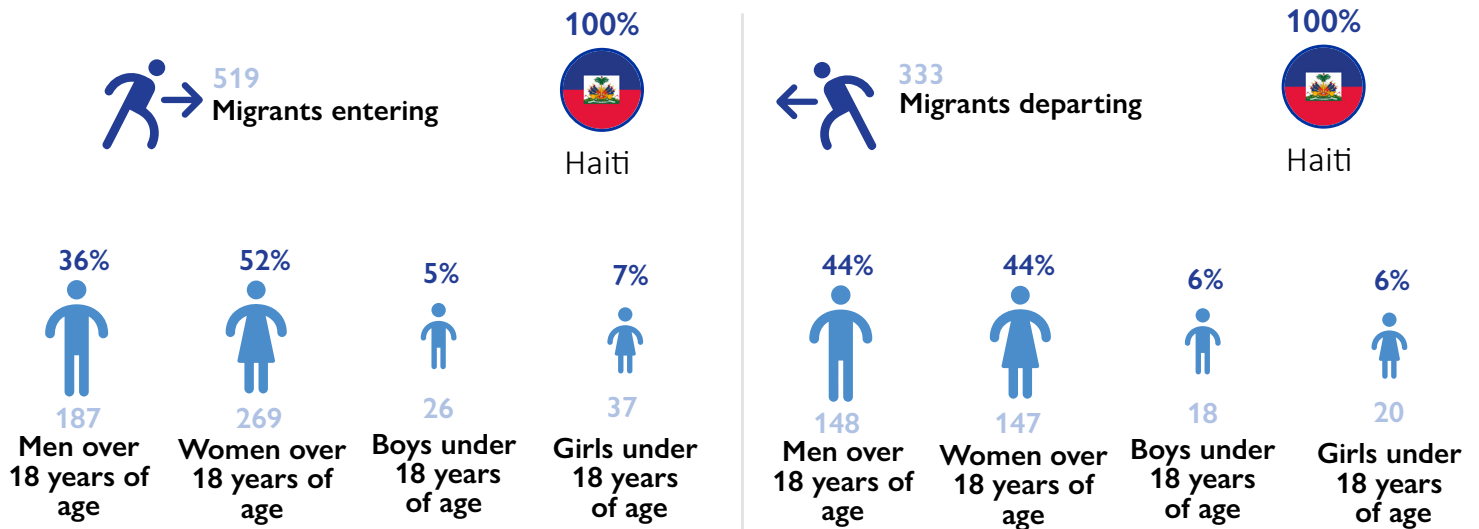 100%
519
Migrants entering
Haiti
36%
52%
5%
7%
187
269
26
37
Men over
18 years of
age
Women over
18 years of
age
Boys under
18 years
of age
Girls under
18 years
of age
100%
333
Migrants departing
Haiti
44%
44%
6%
6%
148
147
18
20
Men over
18 years of
age
Women over
18 years of
age
Boys under
18 years
of age
Girls under
18 years
of age